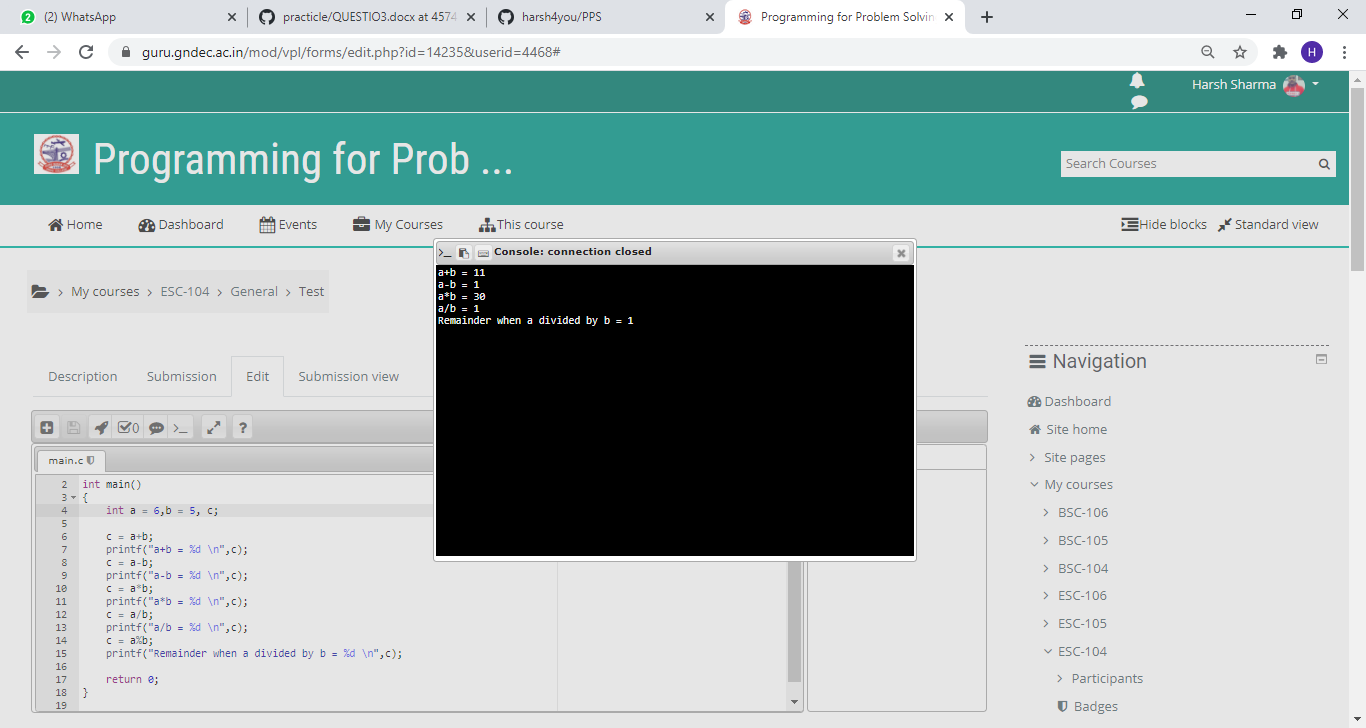 (2) WhatsApp
practicle/QUESTIO3.docx at 4574
harsh4you/PPS
Programming for Problem Solvin
guru.gndec.ac.in/mod/vpl/forms/edit.php?id=14235&userid=4468#
H
Harsh Sharma
Programming for Prob ...
Search Courses
Home
Dashboard
Events
My Courses
This course
Hide blocks
Standard view
> My courses > ESC-104 > General > Test
Console: connection closed
a+b = 11
a-b = 1
a*b = 30
a/b = 1
Remainder when a divided by b = 1
Description
Submission
Edit
Submission view
0
>_
?
main.c
2 int main()
3 {
4 int a = 6,b = 5, c;
5
6 c = a+b;
7 printf("a+b = %d \n",c);
8 c = a-b;
9 printf("a-b = %d \n",c);
10 c = a*b;
11 printf("a*b = %d \n",c);
12 c = a/b;
13 printf("a/b = %d \n",c);
14 c = a%b;
15 printf("Remainder when a divided by b = %d \n",c);
16
17 return 0;
18 }
19
Navigation
Dashboard
Site home
Site pages
My courses
BSC-106
BSC-105
BSC-104
ESC-106
ESC-105
ESC-104
Participants
Badges